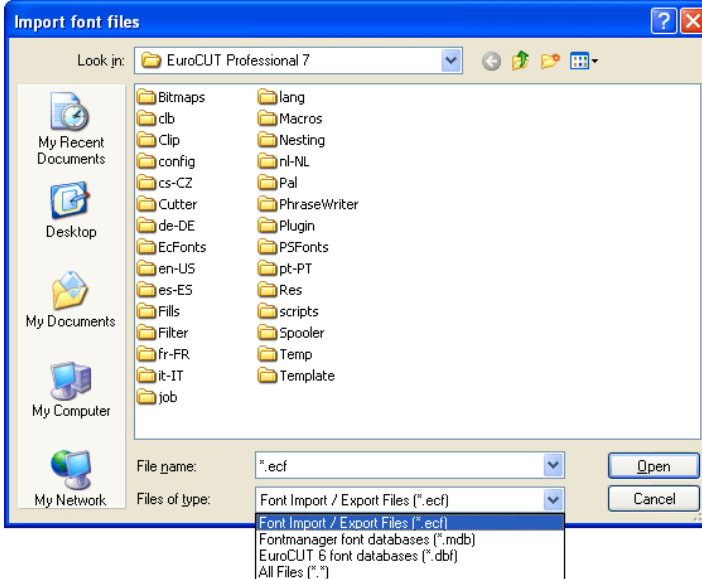 Import font files
Look in: EuroCUT Professional 7
My Recent
Documents
Desktop
My Documents
My Computer
My Network
Bitmaps
clb
Clip
config
cs-CZ
Cutter
de-DE
EcFonts
en-US
es-ES
Fills
Filter
fr-FR
it-IT
job
lang
Macros
Nesting
nl-NL
Pal
PhraseWriter
Plugin
PSFonts
pt-PT
Res
scripts
Spooler
Temp
Template
File name: *.ecf Open
Files of type: Font Import / Export Files (*.ecf) Cancel
Font Import / Export Files (*.ecf)
Fontmanager font databases (*.mdb)
EuroCUT 6 font databases (*.dbf)
All Files (*.*)